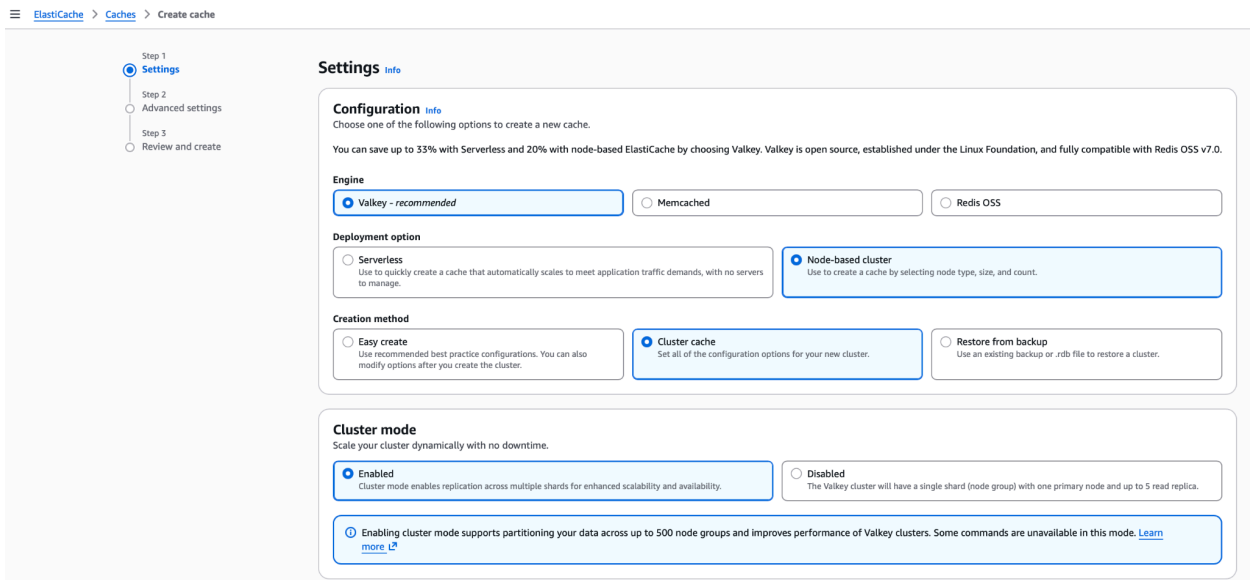 ElastiCache > Caches > Create cache
Step 1
Settings
Step 2
Advanced settings
Step 3
Review and create
Settings Info
Configuration Info
Choose one of the following options to create a new cache.
You can save up to 33% with Serverless and 20% with node-based ElastiCache by choosing Valkey. Valkey is open source, established under the Linux Foundation, and fully compatible with Redis OSS v7.0.
Engine
Valkey - recommended
Memcached
Redis OSS
Deployment option
Serverless
Use to quickly create a cache that automatically scales to meet application traffic demands, with no servers
to manage.
Node-based cluster
Use to create a cache by selecting node type, size, and count.
Creation method
Easy create
Use recommended best practice configurations. You can also
modify options after you create the cluster.
Cluster cache
Set all of the configuration options for your new cluster.
Restore from backup
Use an existing backup or .rdb file to restore a cluster.
Cluster mode
Scale your cluster dynamically with no downtime.
Enabled
Cluster mode enables replication across multiple shards for enhanced scalability and availability.
Disabled
The Valkey cluster will have a single shard (node group) with one primary node and up to 5 read replica.
Enabling cluster mode supports partitioning your data across up to 500 node groups and improves performance of Valkey clusters. Some commands are unavailable in this mode. Learn
more